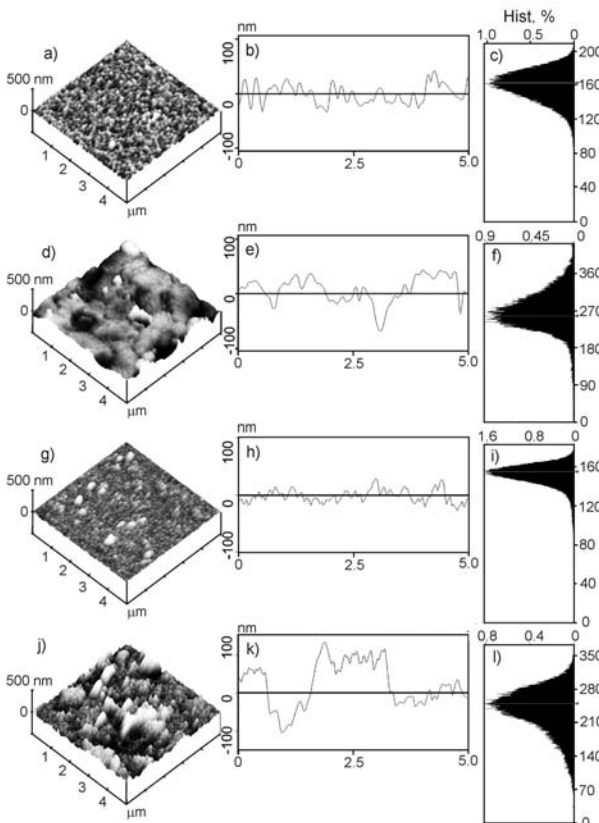 Hist. %
nm
a) b) 1.0 0.5 0
c) 200
500 nm 100 160
0 0 120
1 80
2 -100 40
3 0 2.5 5.0 0
4
μm
nm 0.9 0.45 0
d) e) f)
500 nm 100 360
0 0 270
1 180
2 -100 90
3 0 2.5 5.0 0
4
μm
nm 1.6 0.8 0
g) h) i)
500 nm 100 160
0 0 120
1 80
2 -100 40
3 0 2.5 5.0 0
4
μm
nm 0.8 0.4 0
j) k) l) 350
500 nm 100 280
0 0 210
1 140
2 -100 70
3 0 2.5 5.0 0
4
μm